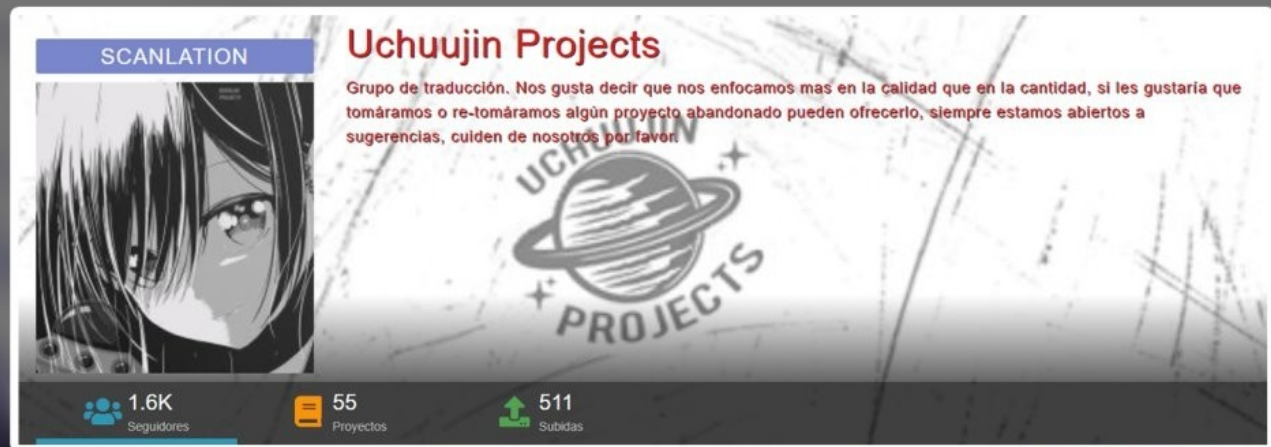 SCANLATION
Uchuujin Projects
Grupo de traducción. Nos gusta decir que nos enfocamos mas en la calidad que en la cantidad, si les gustaría que
tomáramos o re-tomáramos algún proyecto abandonado pueden ofrecerlo, siempre estamos abiertos a
sugerencias, cuiden de nosotros por favor.
UCHUUJIN
PROJECTS
1.6K
Seguidores
55
Proyectos
511
Subidas